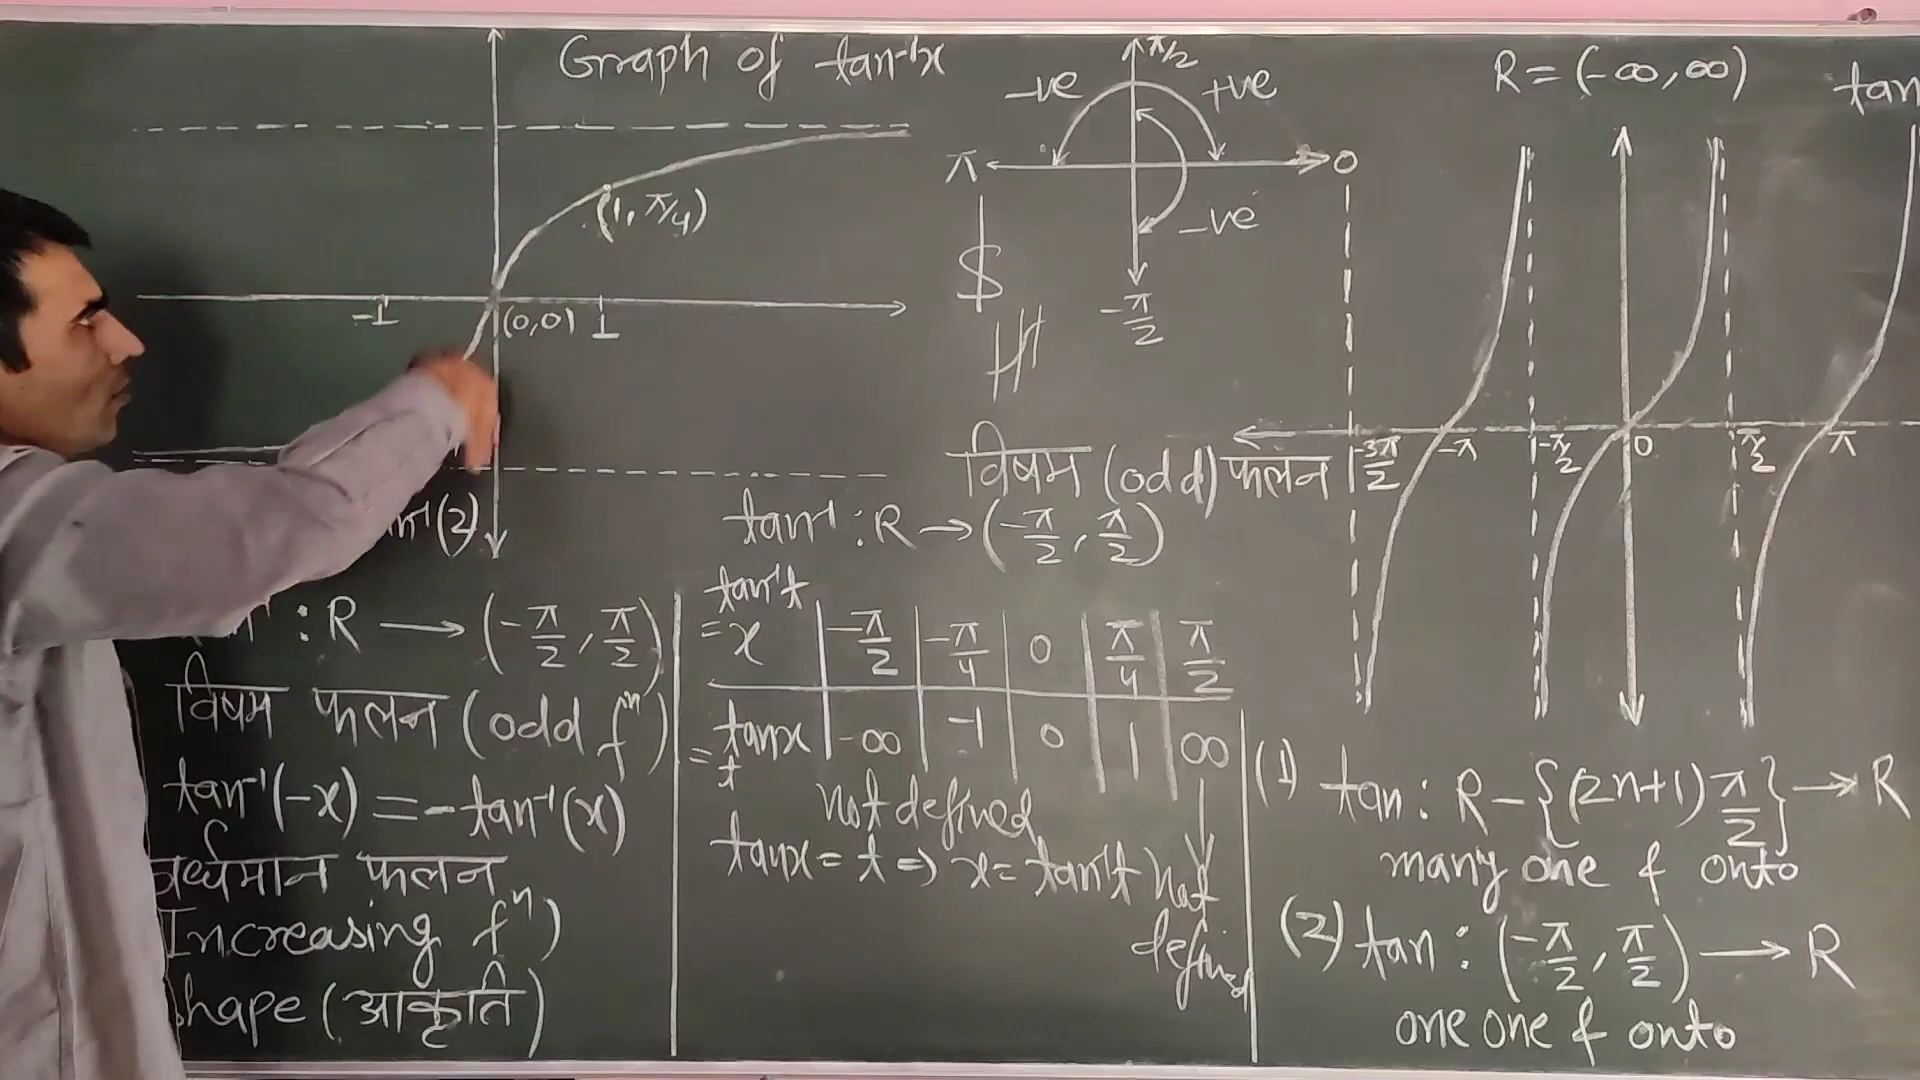 Graph of tan⁻¹x
(1, π/4)
-1
(0,0) 1
(2)
: R → (-π/2, π/2)
विषम फलन (odd fⁿ)
tan⁻¹(-x) = -tan⁻¹(x)
वर्धमान फलन
Increasing fⁿ)
Shape (आकृति)
π/2
-ve +ve
π 0
-ve
-π/2
विषम (odd) फलन
tan⁻¹ : R → (-π/2, π/2)
tan⁻¹t
= x | -π/2 | -π/4 | 0 | π/4 | π/2
= tanx | -∞ | -1 | 0 | 1 | ∞
t
Not defined
tanx = t ⇒ x = tan⁻¹t Not
defined
R = (-∞, ∞) tan
-3π/2 -π -π/2 0 π/2 π
(1) tan : R - {(2n+1) π/2} → R
many one & onto
(2) tan : (-π/2, π/2) → R
one one & onto